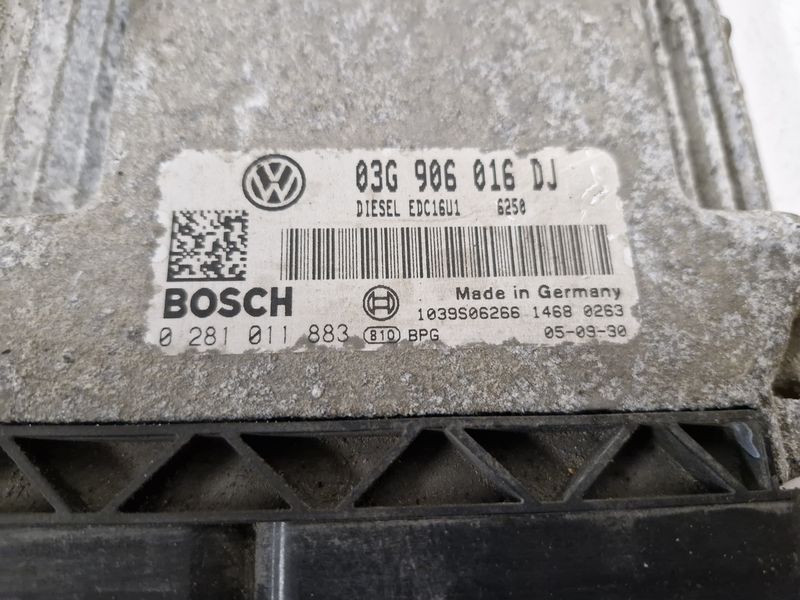 03G 906 016 DJ
DIESEL EDC16U1 6250
BOSCH
Made in Germany
1039S06266 1468 0263
0 281 011 883 810 BPG 05-09-30